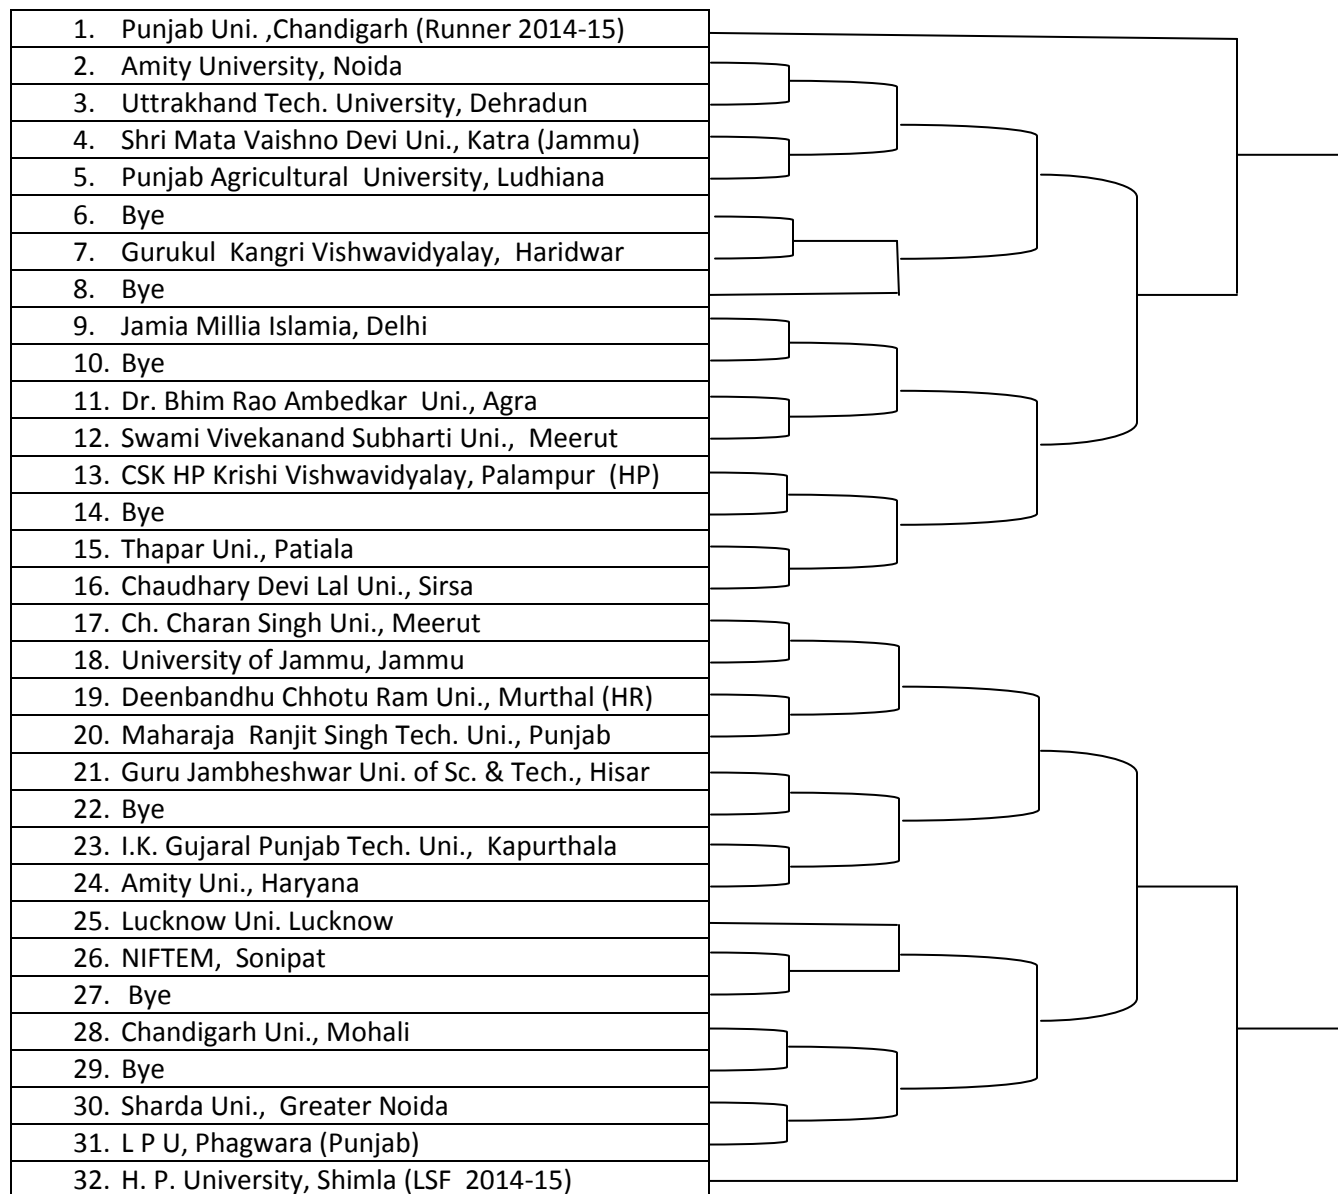 1. Punjab Uni. ,Chandigarh (Runner 2014-15)
2. Amity University, Noida
3. Uttrakhand Tech. University, Dehradun
4. Shri Mata Vaishno Devi Uni., Katra (Jammu)
5. Punjab Agricultural University, Ludhiana
6. Bye
7. Gurukul Kangri Vishwavidyalay, Haridwar
8. Bye
9. Jamia Millia Islamia, Delhi
10. Bye
11. Dr. Bhim Rao Ambedkar Uni., Agra
12. Swami Vivekanand Subharti Uni., Meerut
13. CSK HP Krishi Vishwavidyalay, Palampur (HP)
14. Bye
15. Thapar Uni., Patiala
16. Chaudhary Devi Lal Uni., Sirsa
17. Ch. Charan Singh Uni., Meerut
18. University of Jammu, Jammu
19. Deenbandhu Chhotu Ram Uni., Murthal (HR)
20. Maharaja Ranjit Singh Tech. Uni., Punjab
21. Guru Jambheshwar Uni. of Sc. & Tech., Hisar
22. Bye
23. I.K. Gujaral Punjab Tech. Uni., Kapurthala
24. Amity Uni., Haryana
25. Lucknow Uni. Lucknow
26. NIFTEM, Sonipat
27. Bye
28. Chandigarh Uni., Mohali
29. Bye
30. Sharda Uni., Greater Noida
31. L P U, Phagwara (Punjab)
32. H. P. University, Shimla (LSF 2014-15)